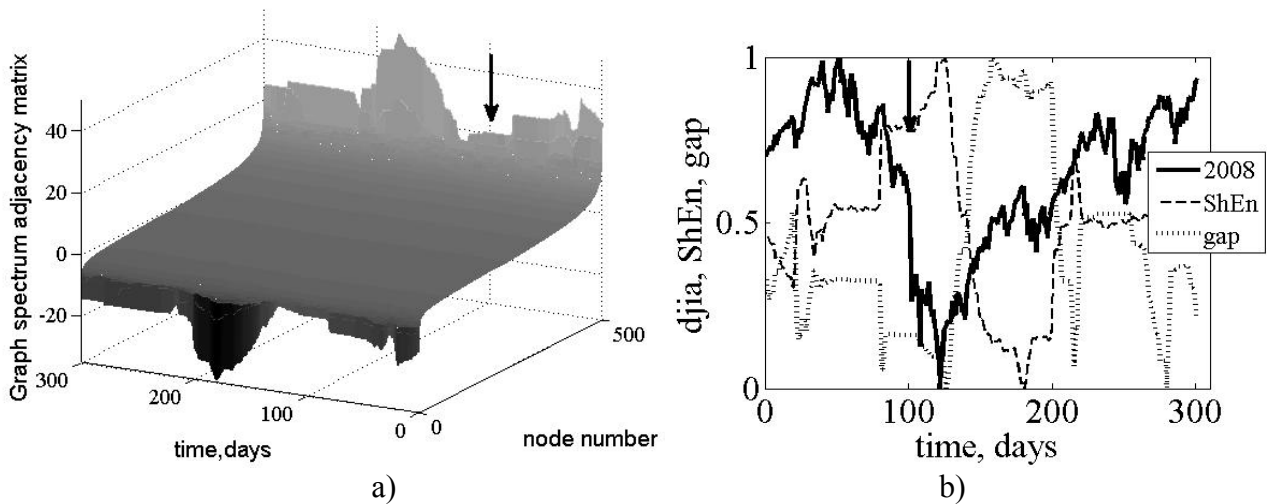 Graph spectrum adjacency matrix
40
20
0
-20
300
200
100
0
0
500
time,days
node number
a)
djia, ShEn, gap
1
0.5
0
0
100
200
300
time, days
2008
ShEn
gap
b)